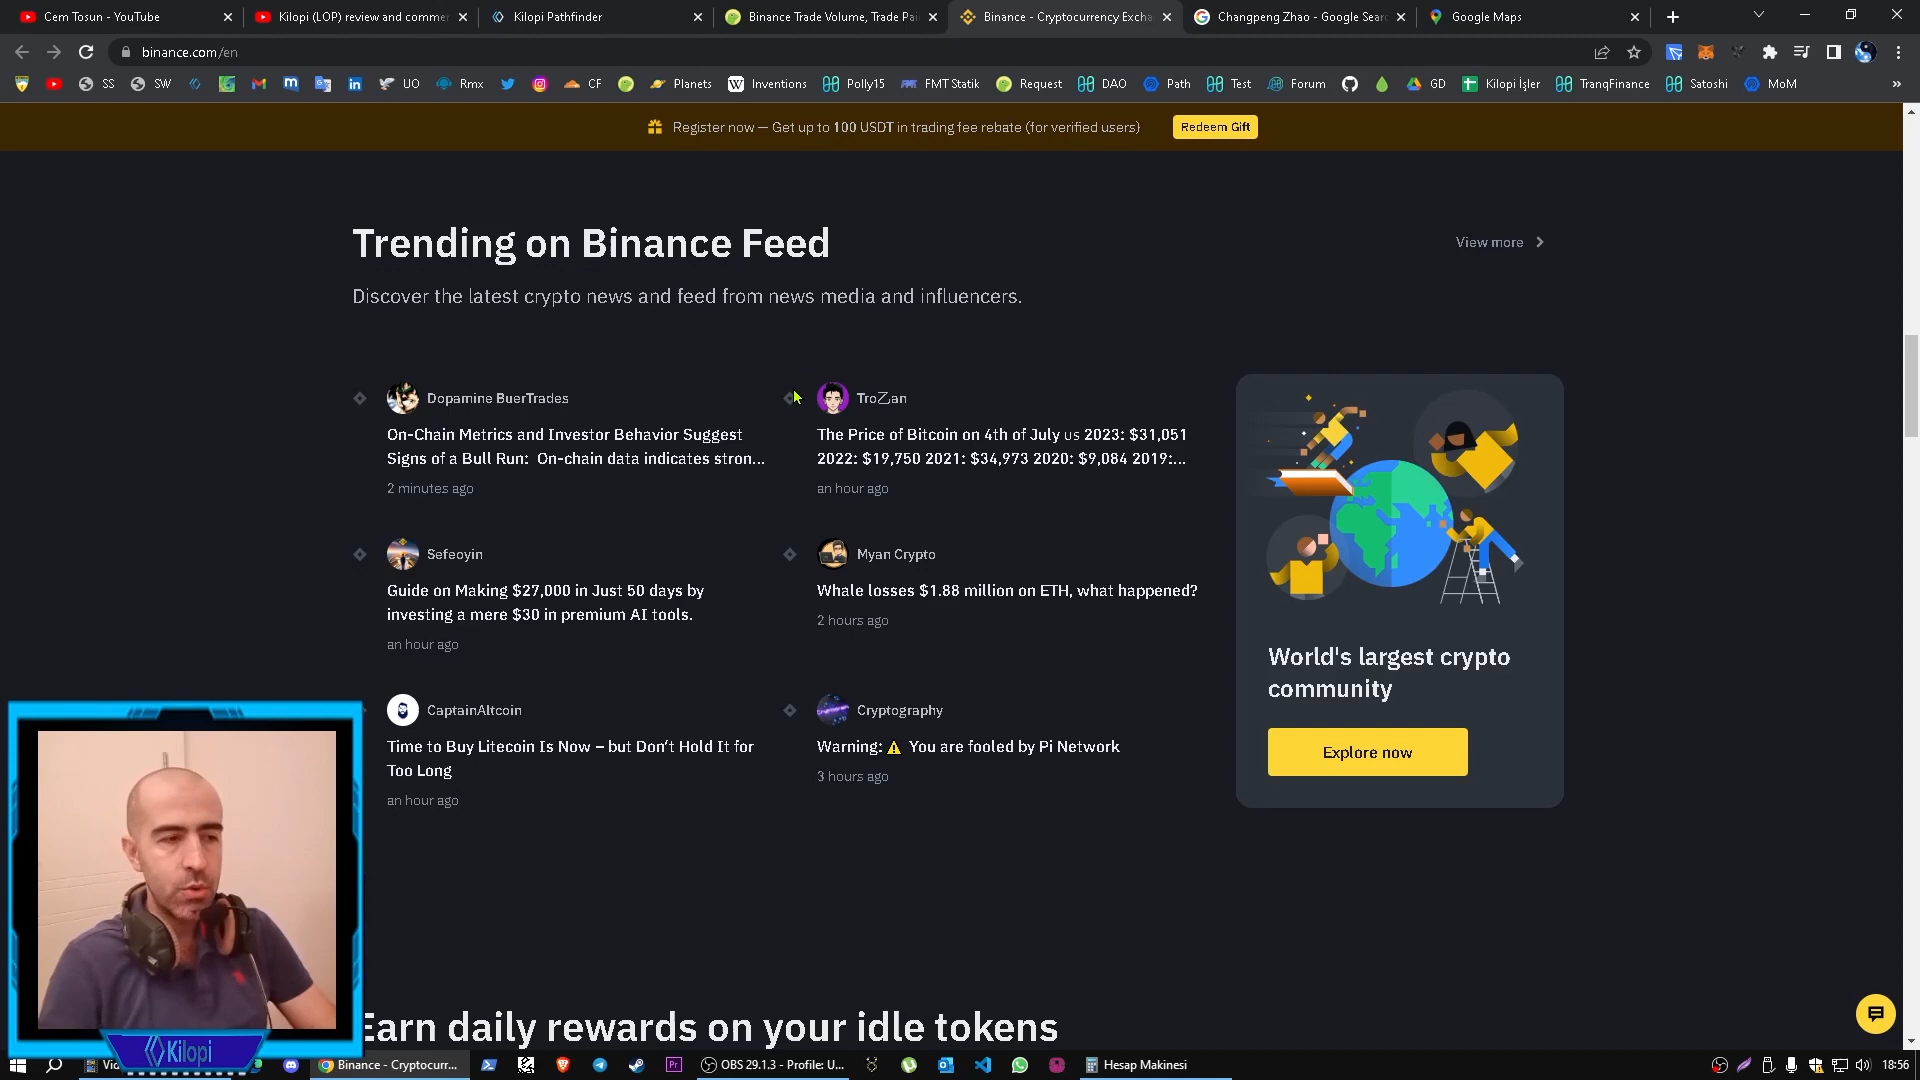 Cem Tosun - YouTube
Kilopi (LOP) review and commer
Kilopi Pathfinder
Binance Trade Volume, Trade Pai
Binance - Cryptocurrency Excha
Changpeng Zhao - Google Searc
Google Maps
binance.com/en
SS
SW
UO
Rmx
CF
Planets
Inventions
Polly15
FMT Statik
Request
DAO
Path
Test
Forum
GD
Kilopi İşler
TranqFinance
Satoshi
MoM
Register now — Get up to 100 USDT in trading fee rebate (for verified users)
Redeem Gift
Trending on Binance Feed
View more
Discover the latest crypto news and feed from news media and influencers.
Dopamine BuerTrades
On-Chain Metrics and Investor Behavior Suggest
Signs of a Bull Run: On-chain data indicates stron...
2 minutes ago
Tro乙an
The Price of Bitcoin on 4th of July us 2023: $31,051
2022: $19,750 2021: $34,973 2020: $9,084 2019:...
an hour ago
Sefeoyin
Guide on Making $27,000 in Just 50 days by
investing a mere $30 in premium AI tools.
an hour ago
Myan Crypto
Whale losses $1.88 million on ETH, what happened?
2 hours ago
CaptainAltcoin
Time to Buy Litecoin Is Now – but Don't Hold It for
Too Long
an hour ago
Cryptography
Warning: ⚠ You are fooled by Pi Network
3 hours ago
World's largest crypto
community
Explore now
Earn daily rewards on your idle tokens
Kilopi
Vid
Binance - Cryptocurr...
OBS 29.1.3 - Profile: U...
Hesap Makinesi
18:56